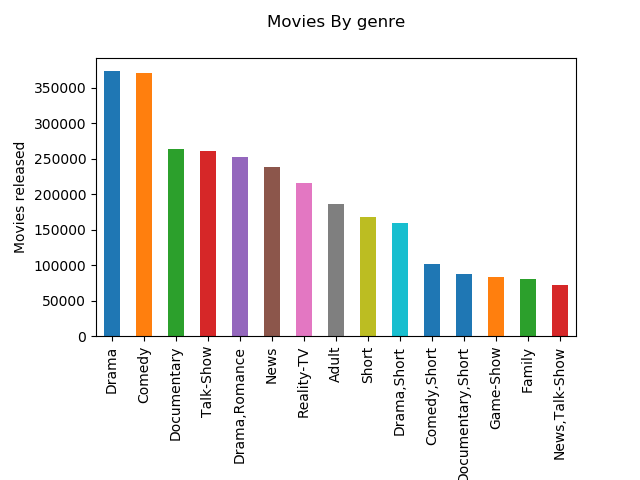 Movies By genre
Movies released
350000
300000
250000
200000
150000
100000
50000
0
Drama
Comedy
Documentary
Talk-Show
Drama,Romance
News
Reality-TV
Adult
Short
Drama,Short
Comedy,Short
Documentary,Short
Game-Show
Family
News,Talk-Show